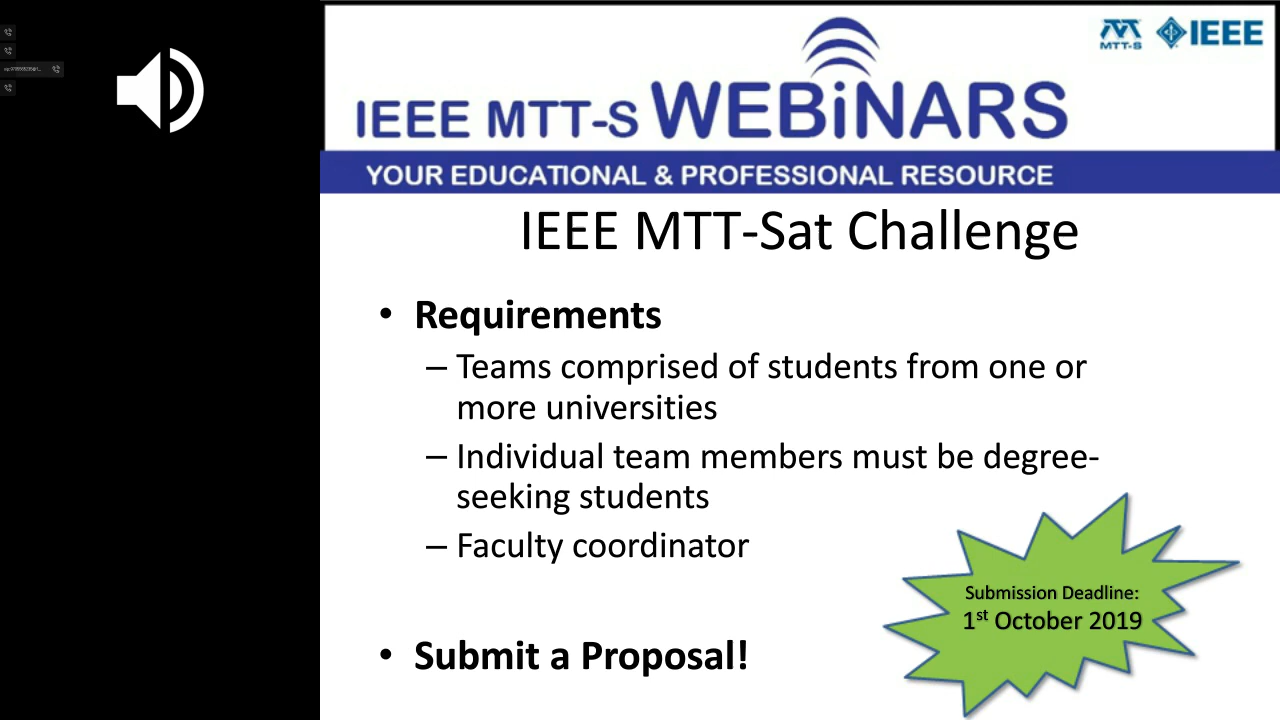 MTT-S
IEEE
IEEE MTT-S WEBiNARS
YOUR EDUCATIONAL & PROFESSIONAL RESOURCE
IEEE MTT-Sat Challenge
• Requirements
– Teams comprised of students from one or
more universities
– Individual team members must be degree-
seeking students
– Faculty coordinator
Submission Deadline:
1st October 2019
• Submit a Proposal!